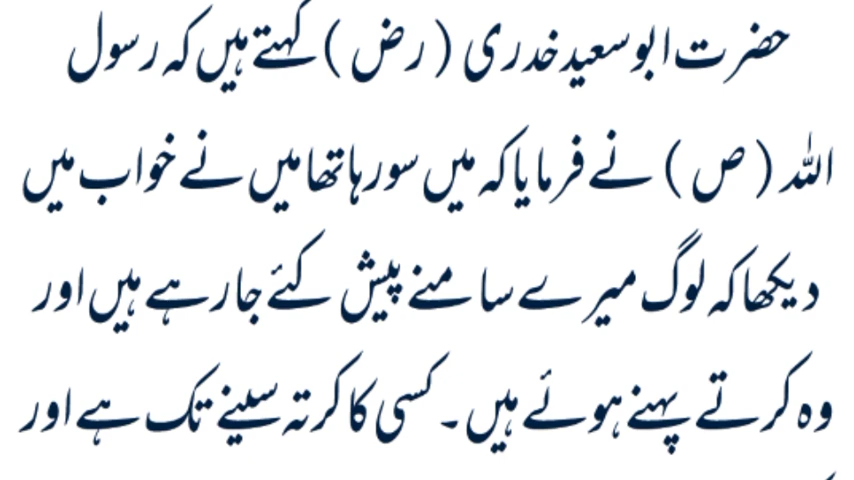 حضرت ابوسعید خدری (رض) کہتے ہیں کہ رسول
اللہ (ص) نے فرمایا کہ میں سو رہا تھا میں نے خواب میں
دیکھا کہ لوگ میرے سامنے پیش کئے جا رہے ہیں اور
وہ کرتے پہنے ہوئے ہیں۔ کسی کا کرتہ سینے تک ہے اور